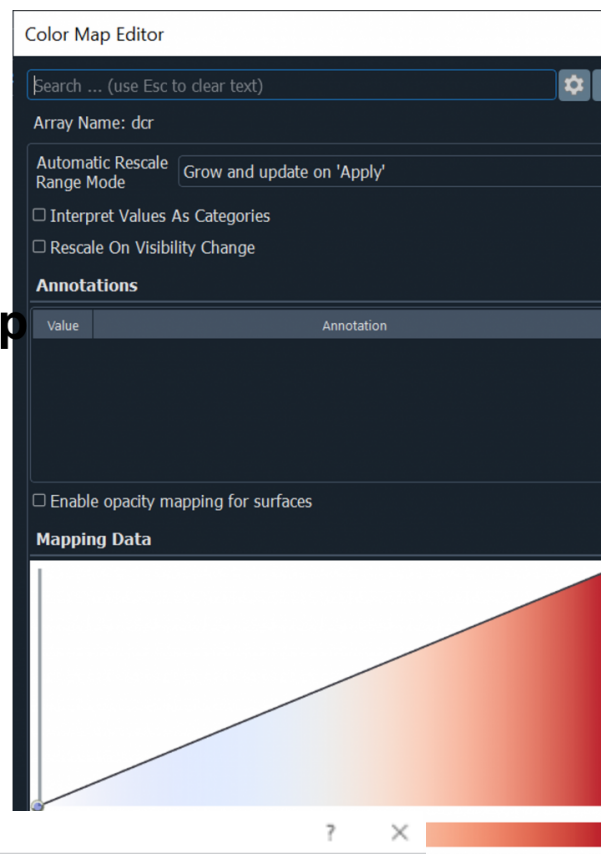 Color Map Editor
Search ... (use Esc to clear text)
Array Name: dcr
Automatic Rescale
Range Mode
Grow and update on 'Apply'
Interpret Values As Categories
Rescale On Visibility Change
Annotations
p
Value Annotation
Enable opacity mapping for surfaces
Mapping Data
?